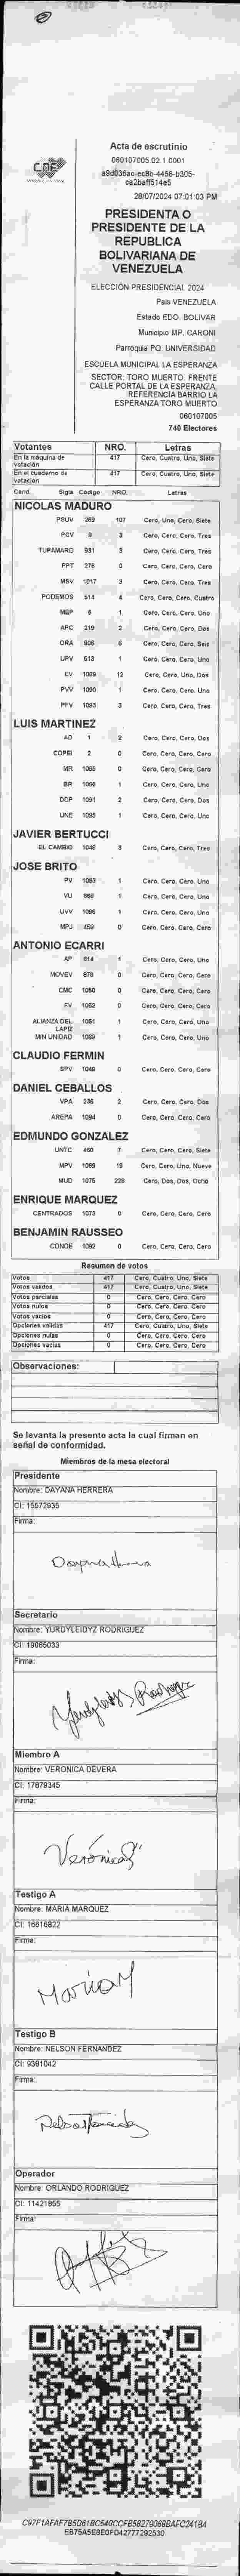 CNE
Acta de escrutinio
060107005.02.1.0001
a9d036ac-ec8b-4458-b305-
ca2baff514e5
28/07/2024 07:01:03 PM
PRESIDENTA O
PRESIDENTE DE LA
REPUBLICA
BOLIVARIANA DE
VENEZUELA
ELECCIÓN PRESIDENCIAL 2024
País VENEZUELA
Estado EDO. BOLIVAR
Municipio MP. CARONI
Parroquia PQ. UNIVERSIDAD
ESCUELA MUNICIPAL LA ESPERANZA
SECTOR: TORO MUERTO. FRENTE
CALLE PORTAL DE LA ESPERANZA,
REFERENCIA BARRIO LA
ESPERANZA TORO MUERTO
060107005
740 Electores
Votantes NRO. Letras
En la máquina de votación 417 Cero, Cuatro, Uno, Siete
En el cuaderno de votación 417 Cero, Cuatro, Uno, Siete
Cand. Sigla Código NRO. Letras
NICOLAS MADURO
PSUV 269 107 Cero, Uno, Cero, Siete
PCV 9 3 Cero, Cero, Cero, Tres
TUPAMARO 931 3 Cero, Cero, Cero, Tres
PPT 276 0 Cero, Cero, Cero, Cero
MSV 1017 3 Cero, Cero, Cero, Tres
PODEMOS 514 4 Cero, Cero, Cero, Cuatro
MEP 6 1 Cero, Cero, Cero, Uno
APC 219 2 Cero, Cero, Cero, Dos
ORA 906 6 Cero, Cero, Cero, Seis
UPV 513 1 Cero, Cero, Cero, Uno
EV 1089 12 Cero, Cero, Uno, Dos
PVV 1090 1 Cero, Cero, Cero, Uno
PFV 1093 3 Cero, Cero, Cero, Tres
LUIS MARTINEZ
AD 1 2 Cero, Cero, Cero, Dos
COPEI 2 0 Cero, Cero, Cero, Cero
MR 1055 0 Cero, Cero, Cero, Cero
BR 1068 1 Cero, Cero, Cero, Uno
DDP 1091 2 Cero, Cero, Cero, Dos
UNE 1095 1 Cero, Cero, Cero, Uno
JAVIER BERTUCCI
EL CAMBIO 1048 3 Cero, Cero, Cero, Tres
JOSE BRITO
PV 1053 1 Cero, Cero, Cero, Uno
VU 868 1 Cero, Cero, Cero, Uno
UVV 1096 1 Cero, Cero, Cero, Uno
MPJ 459 0 Cero, Cero, Cero, Cero
ANTONIO ECARRI
AP 814 1 Cero, Cero, Cero, Uno
MOVEV 876 0 Cero, Cero, Cero, Cero
CMC 1050 0 Cero, Cero, Cero, Cero
FV 1052 0 Cero, Cero, Cero, Cero
ALIANZA DEL LAPIZ 1051 1 Cero, Cero, Cero, Uno
MIN UNIDAD 1069 1 Cero, Cero, Cero, Uno
CLAUDIO FERMIN
SPV 1049 0 Cero, Cero, Cero, Cero
DANIEL CEBALLOS
VPA 236 2 Cero, Cero, Cero, Dos
AREPA 1094 0 Cero, Cero, Cero, Cero
EDMUNDO GONZALEZ
UNTC 460 7 Cero, Cero, Cero, Siete
MPV 1069 19 Cero, Cero, Uno, Nueve
MUD 1075 228 Cero, Dos, Dos, Ocho
ENRIQUE MARQUEZ
CENTRADOS 1073 0 Cero, Cero, Cero, Cero
BENJAMIN RAUSSEO
CONDE 1092 0 Cero, Cero, Cero, Cero
Resumen de votos
Votos 417 Cero, Cuatro, Uno, Siete
Votos validos 417 Cero, Cuatro, Uno, Siete
Votos parciales 0 Cero, Cero, Cero, Cero
Votos nulos 0 Cero, Cero, Cero, Cero
Votos vacios 0 Cero, Cero, Cero, Cero
Opciones validas 417 Cero, Cuatro, Uno, Siete
Opciones nulas 0 Cero, Cero, Cero, Cero
Opciones vacias 0 Cero, Cero, Cero, Cero
Observaciones:
Se levanta la presente acta la cual firman en
señal de conformidad.
Miembros de la mesa electoral
Presidente
Nombre: DAYANA HERRERA
CI: 15572935
Firma:
Secretario
Nombre: YURDYLEIDYZ RODRIGUEZ
CI: 19065033
Firma:
Miembro A
Nombre: VERONICA DEVERA
CI: 17879345
Firma:
Verónica
Testigo A
Nombre: MARIA MARQUEZ
CI: 16616822
Firma:
Maria M
Testigo B
Nombre: NELSON FERNANDEZ
CI: 9381042
Firma:
Operador
Nombre: ORLANDO RODRIGUEZ
CI: 11421855
Firma: